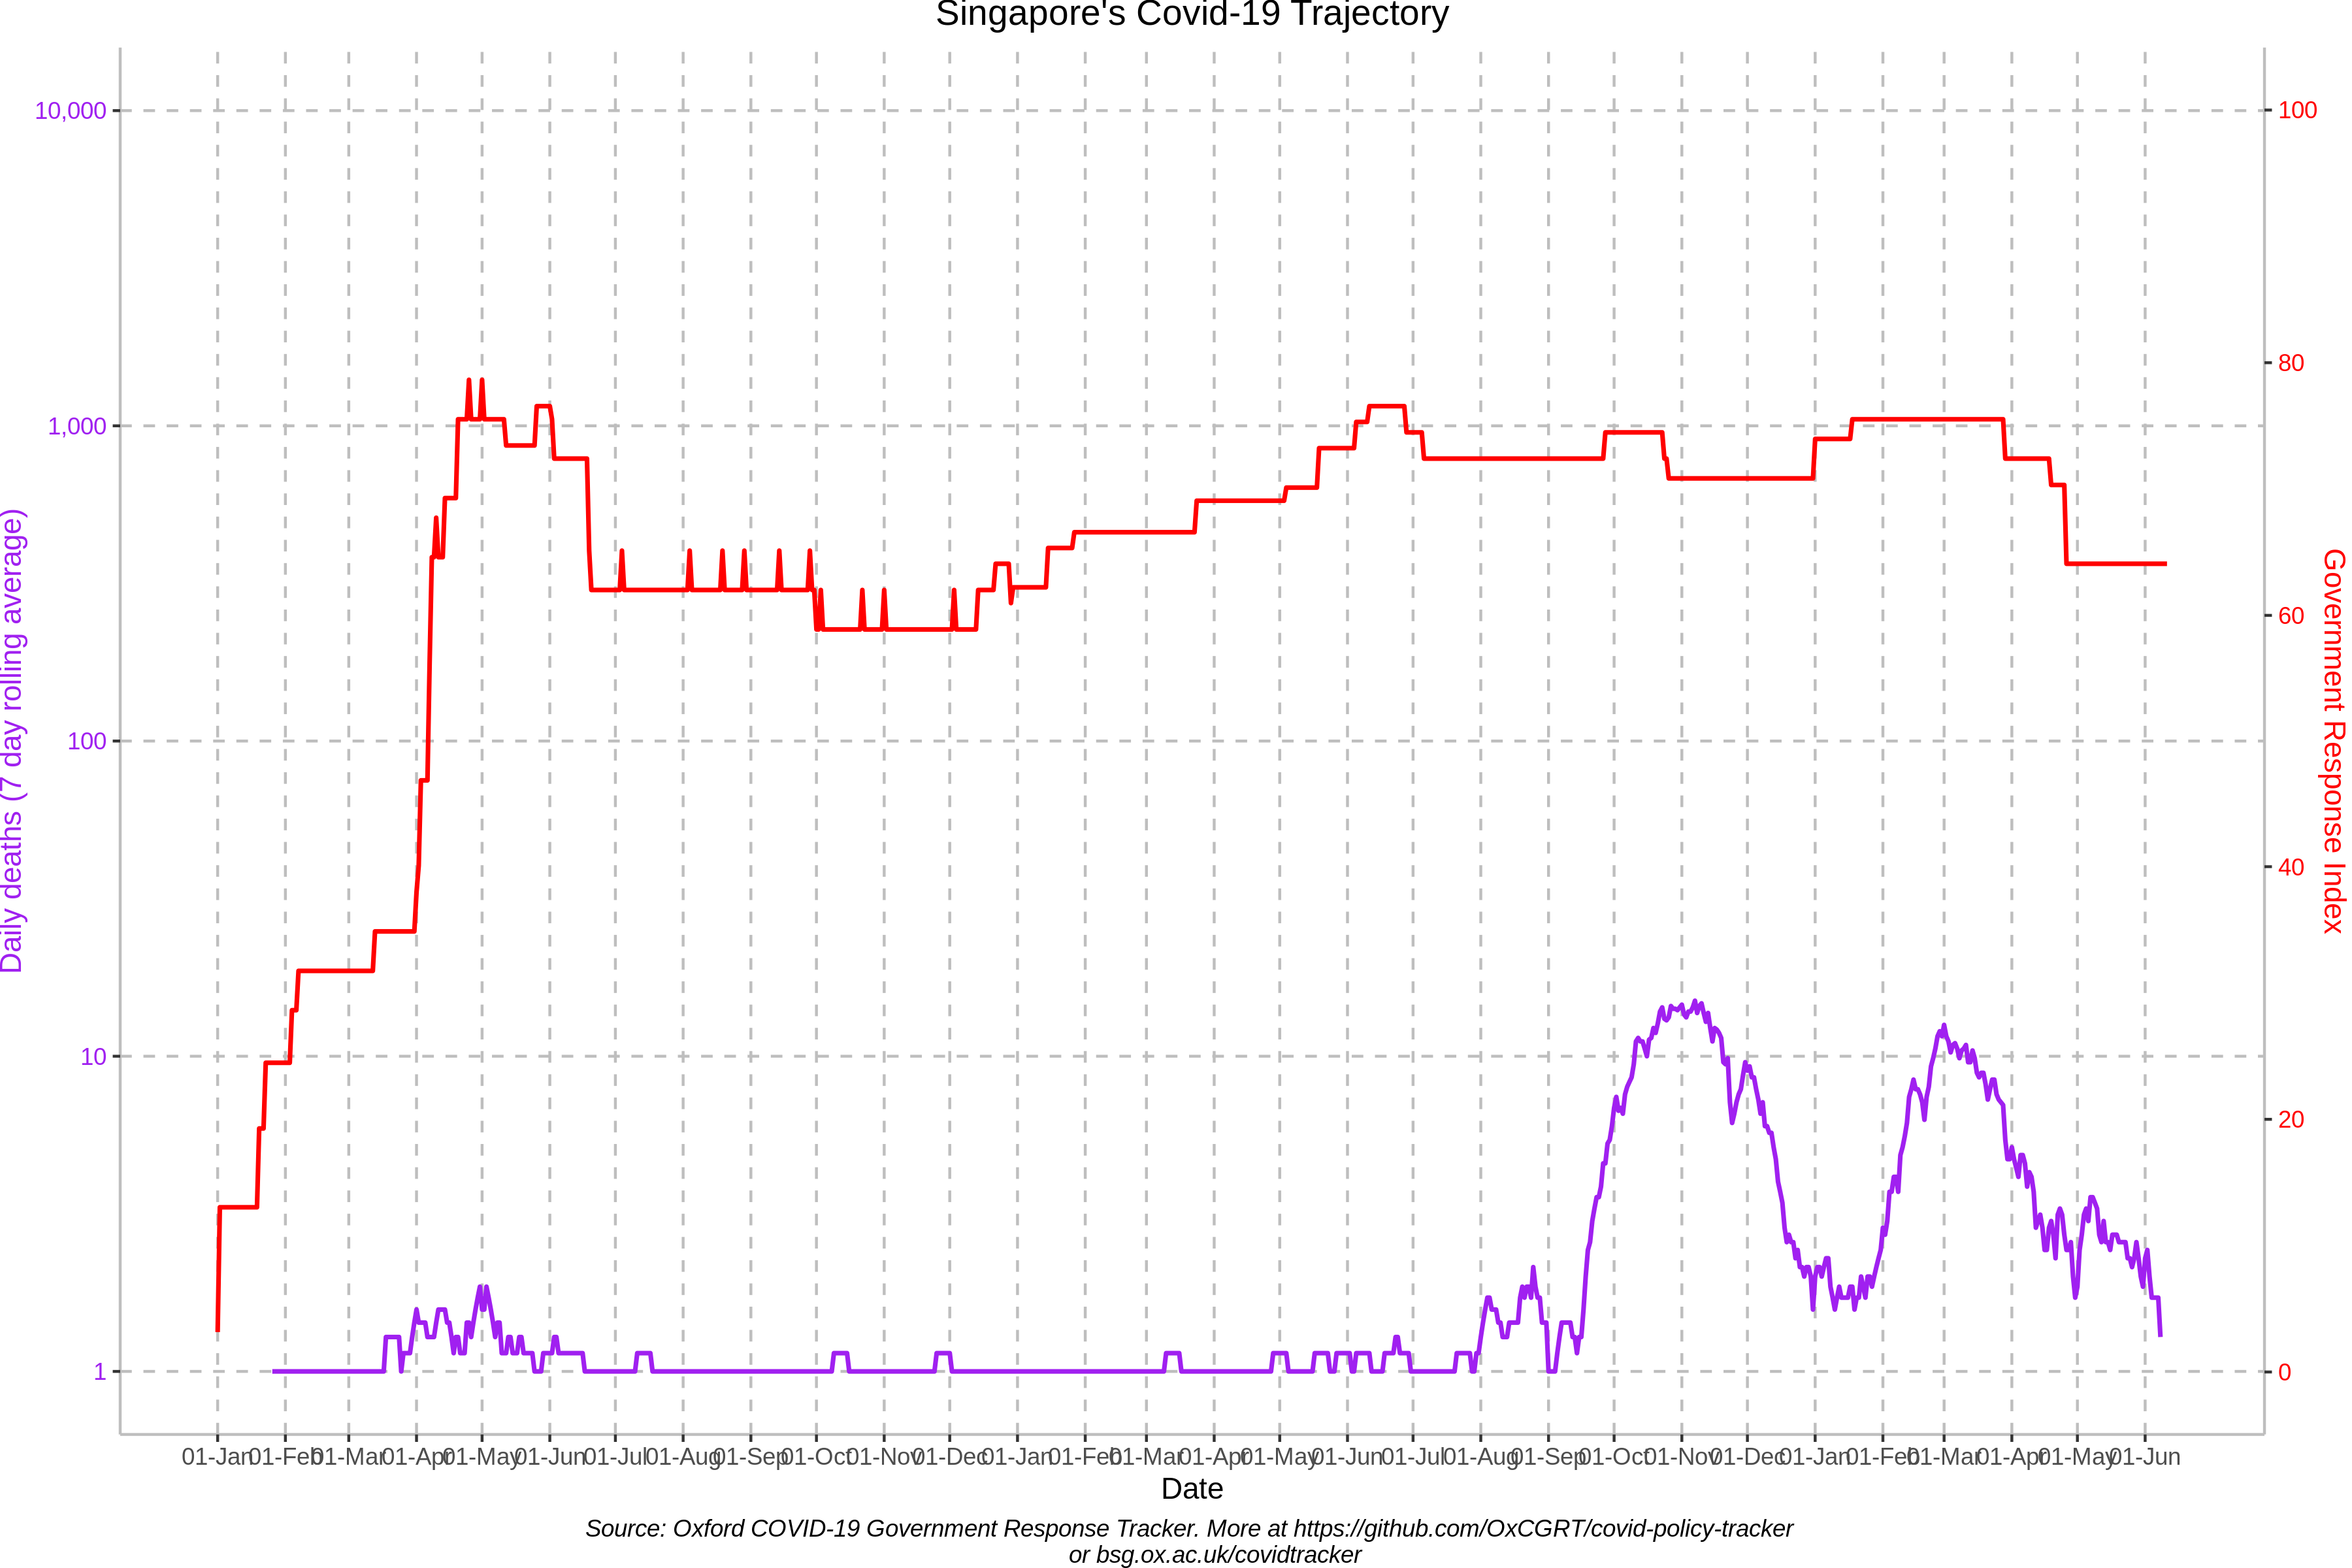 Singapore's Covid-19 Trajectory
10,000
1,000
100
10
1
Daily deaths (7 day rolling average)
100
80
60
40
20
0
Government Response Index
01-Jan 01-Feb 01-Mar 01-Apr 01-May 01-Jun 01-Jul 01-Aug 01-Sep 01-Oct 01-Nov 01-Dec 01-Jan 01-Feb 01-Mar 01-Apr 01-May 01-Jun 01-Jul 01-Aug 01-Sep 01-Oct 01-Nov 01-Dec 01-Jan 01-Feb 01-Mar 01-Apr 01-May 01-Jun
Date
Source: Oxford COVID-19 Government Response Tracker. More at https://github.com/OxCGRT/covid-policy-tracker
or bsg.ox.ac.uk/covidtracker